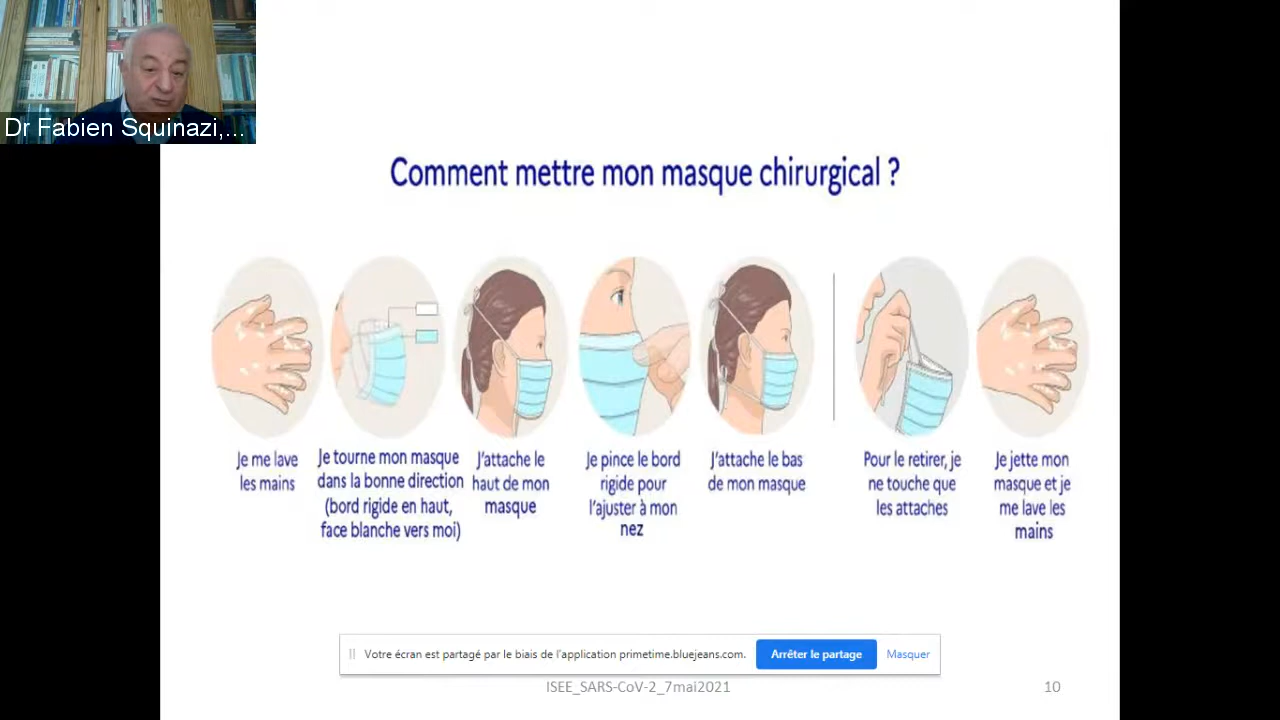 Dr Fabien Squinazi,...
Comment mettre mon masque chirurgical ?
Je me lave
les mains
Je tourne mon masque
dans la bonne direction
(bord rigide en haut,
face blanche vers moi)
J'attache le
haut de mon
masque
Je pince le bord
rigide pour
l'ajuster à mon
nez
J'attache le bas
de mon masque
Pour le retirer, je
ne touche que
les attaches
Je jette mon
masque et je
me lave les
mains
Votre écran est partagé par le biais de l'application primetime.bluejeans.com.
Arrêter le partage
Masquer
ISEE_SARS-CoV-2_7mai2021
10